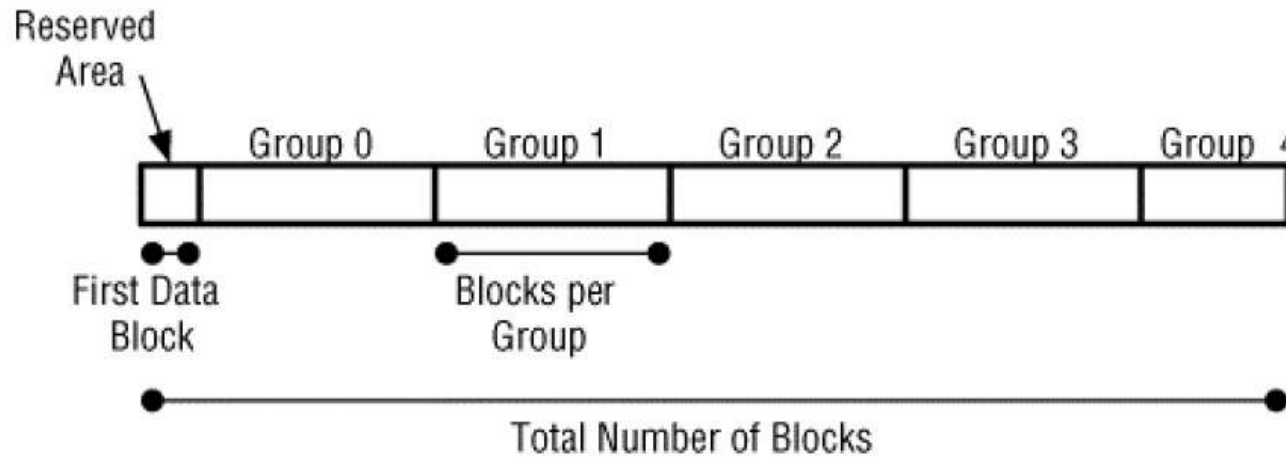 Reserved
Area
Group 0 Group 1 Group 2 Group 3 Group 4
First Data
Block
Blocks per
Group
Total Number of Blocks